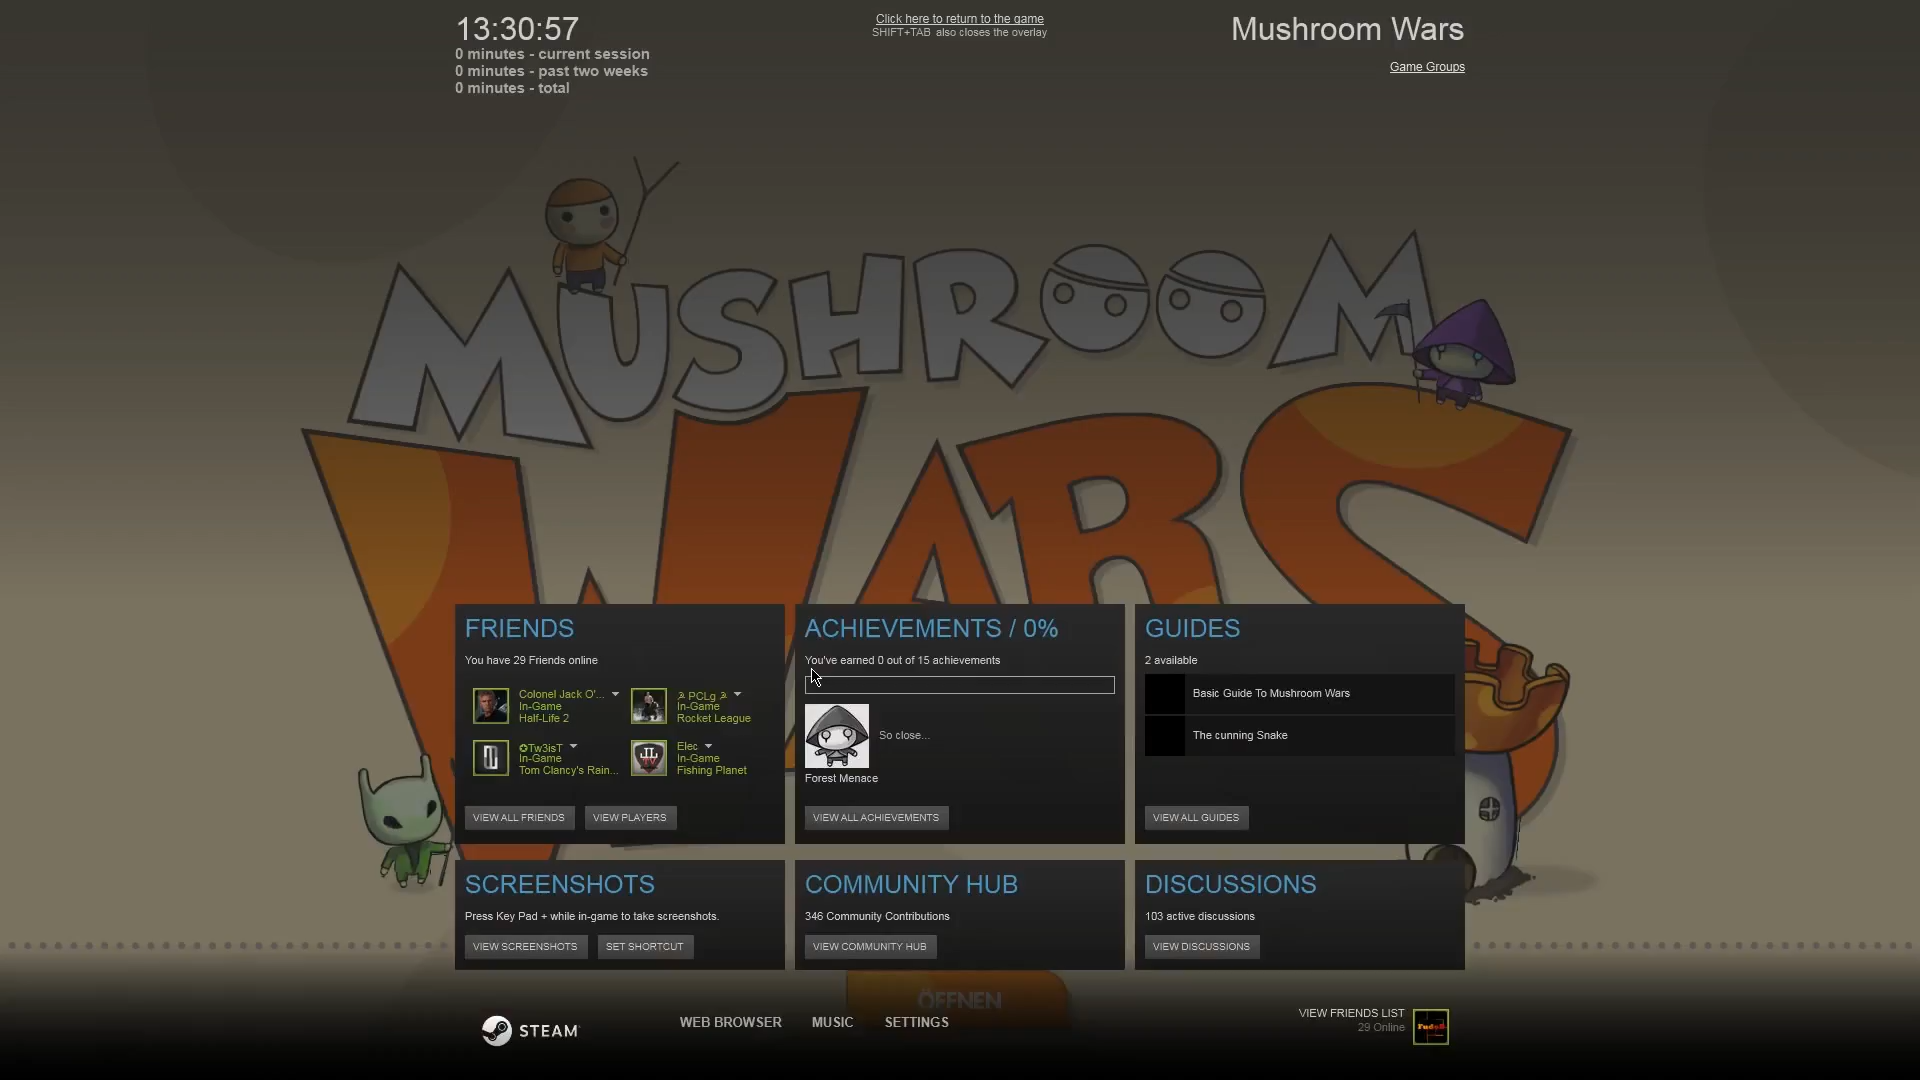 13:30:57
0 minutes - current session
0 minutes - past two weeks
0 minutes - total
Click here to return to the game
SHIFT+TAB also closes the overlay
Mushroom Wars
Game Groups
MUSHROOM
WARS
FRIENDS
You have 29 Friends online
Colonel Jack O'...
In-Game
Half-Life 2
PCLg
In-Game
Rocket League
✪Tw3isT
In-Game
Tom Clancy's Rain...
Elec
In-Game
Fishing Planet
VIEW ALL FRIENDS
VIEW PLAYERS
ACHIEVEMENTS / 0%
You've earned 0 out of 15 achievements
So close...
Forest Menace
VIEW ALL ACHIEVEMENTS
GUIDES
2 available
Basic Guide To Mushroom Wars
The cunning Snake
VIEW ALL GUIDES
SCREENSHOTS
Press Key Pad + while in-game to take screenshots.
VIEW SCREENSHOTS
SET SHORTCUT
COMMUNITY HUB
346 Community Contributions
VIEW COMMUNITY HUB
DISCUSSIONS
103 active discussions
VIEW DISCUSSIONS
ÖFFNEN
STEAM
WEB BROWSER
MUSIC
SETTINGS
VIEW FRIENDS LIST
29 Online